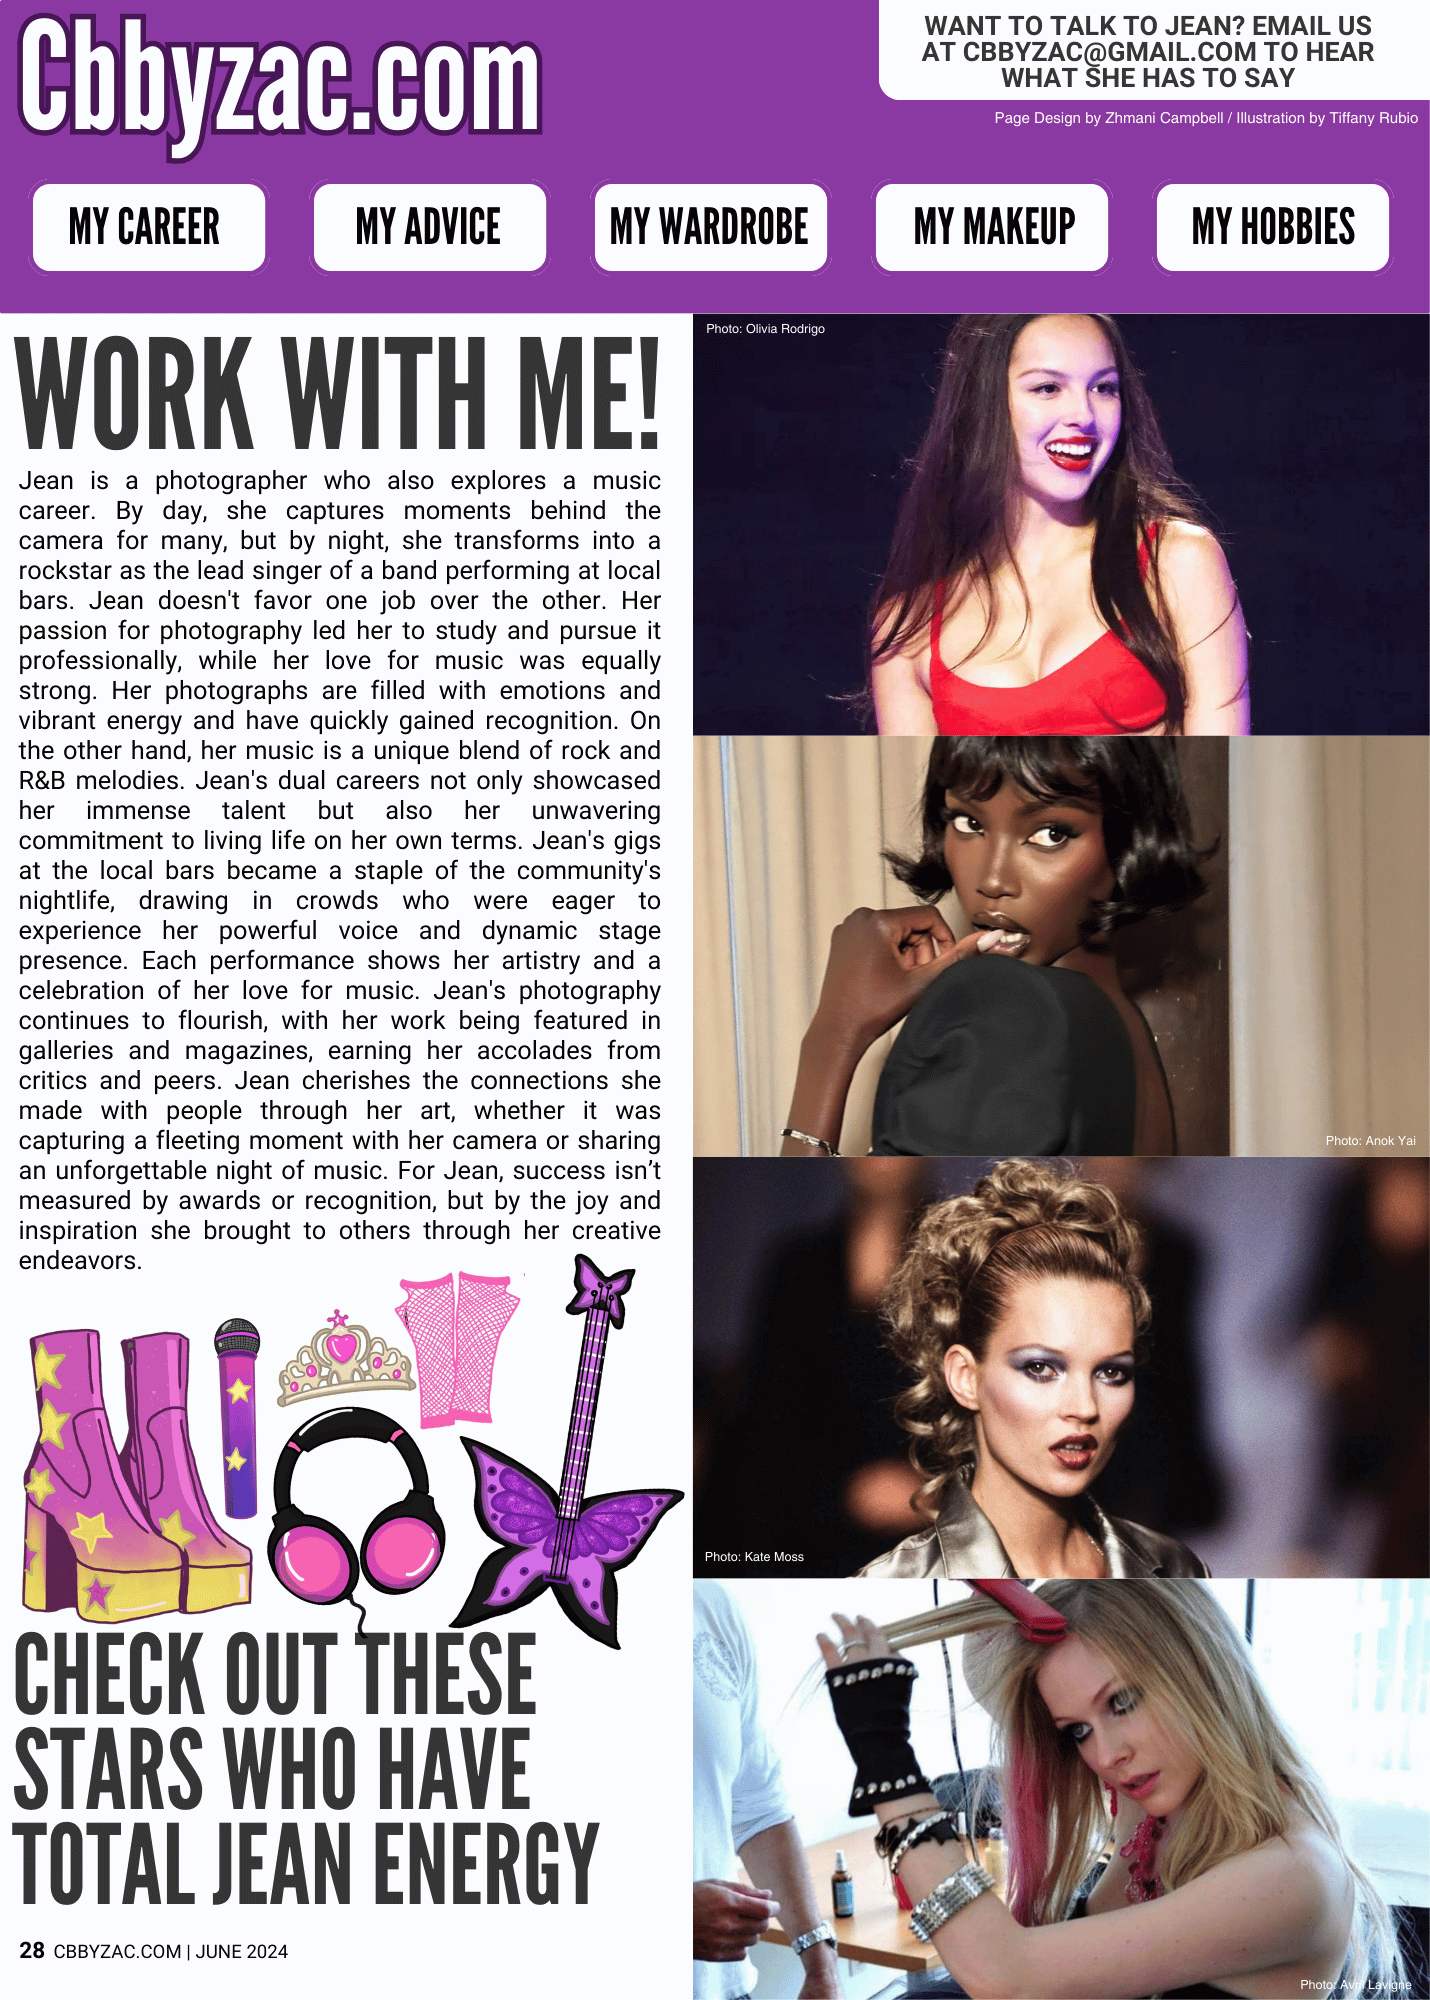 Cbbyzac.com
WANT TO TALK TO JEAN? EMAIL US
AT CBBYZAC@GMAIL.COM TO HEAR
WHAT SHE HAS TO SAY
Page Design by Zhmani Campbell / Illustration by Tiffany Rubio
MY CAREER
MY ADVICE
MY WARDROBE
MY MAKEUP
MY HOBBIES
WORK WITH ME!
Jean is a photographer who also explores a music
career. By day, she captures moments behind the
camera for many, but by night, she transforms into a
rockstar as the lead singer of a band performing at local
bars. Jean doesn't favor one job over the other. Her
passion for photography led her to study and pursue it
professionally, while her love for music was equally
strong. Her photographs are filled with emotions and
vibrant energy and have quickly gained recognition. On
the other hand, her music is a unique blend of rock and
R&B melodies. Jean's dual careers not only showcased
her immense talent but also her unwavering
commitment to living life on her own terms. Jean's gigs
at the local bars became a staple of the community's
nightlife, drawing in crowds who were eager to
experience her powerful voice and dynamic stage
presence. Each performance shows her artistry and a
celebration of her love for music. Jean's photography
continues to flourish, with her work being featured in
galleries and magazines, earning her accolades from
critics and peers. Jean cherishes the connections she
made with people through her art, whether it was
capturing a fleeting moment with her camera or sharing
an unforgettable night of music. For Jean, success isn’t
measured by awards or recognition, but by the joy and
inspiration she brought to others through her creative
endeavors.
CHECK OUT THESE
STARS WHO HAVE
TOTAL JEAN ENERGY
28 CBBYZAC.COM | JUNE 2024
Photo: Olivia Rodrigo
Photo: Anok Yai
Photo: Kate Moss
Photo: Avril Lavigne